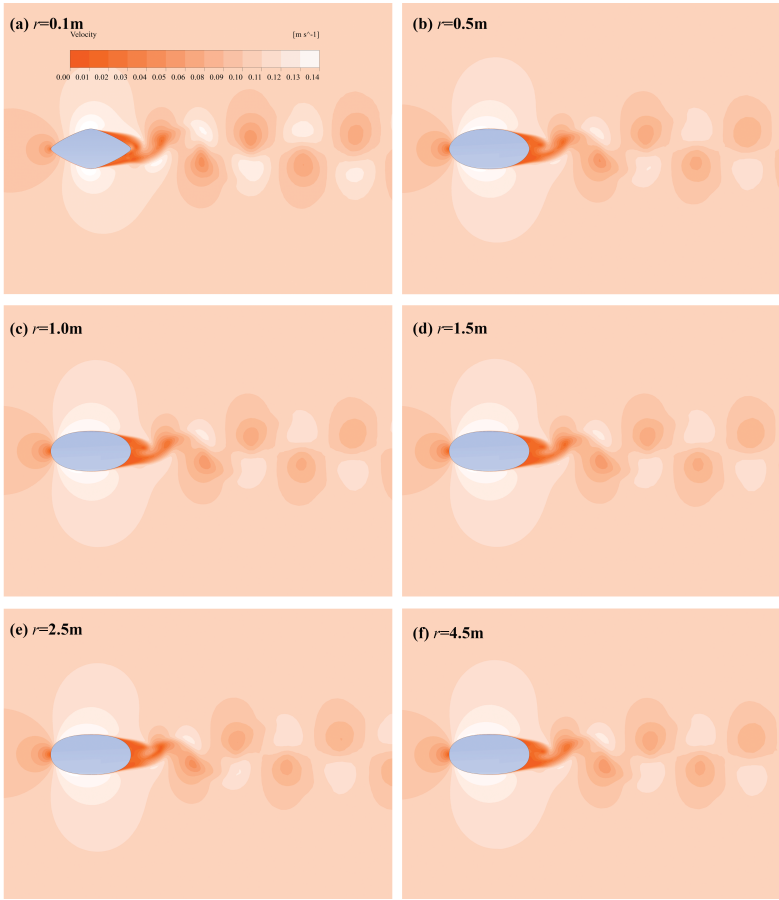 (a) r=0.1m
Velocity [m s^-1]
0.00 0.01 0.02 0.03 0.04 0.05 0.06 0.08 0.09 0.10 0.11 0.12 0.13 0.14
(b) r=0.5m
(c) r=1.0m
(d) r=1.5m
(e) r=2.5m
(f) r=4.5m